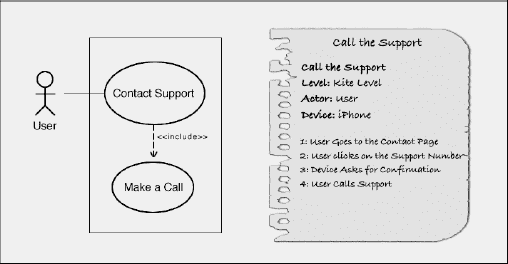 Contact Support
User
<<include>>
Make a Call
Call the Support
Call the Support
Level: Kite Level
Actor: User
Device: iPhone
1: User Goes to the Contact Page
2: User clicks on the Support Number
3: Device Asks for Confirmation
4: User Calls Support